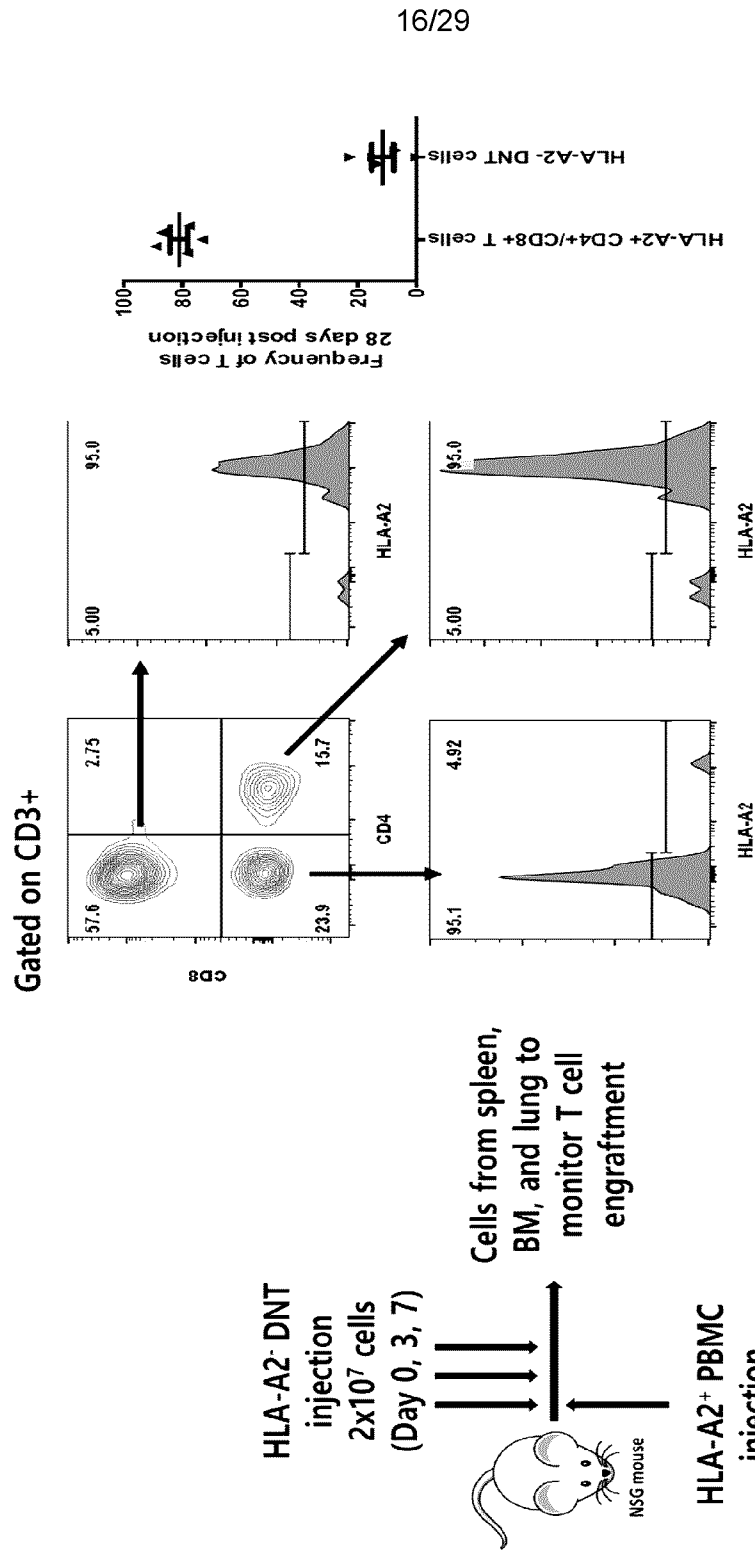 16/29
HLA-A2- DNT
injection
2x10⁷ cells
(Day 0, 3, 7)
NSG mouse
HLA-A2+ PBMC
injection
Cells from spleen,
BM, and lung to
monitor T cell
engraftment
Gated on CD3+
CD8
57.6
2.75
23.9
15.7
CD4
5.00
95.0
HLA-A2
95.1
4.92
HLA-A2
5.00
95.0
HLA-A2
Frequency of T cells
28 days post injection
100
80
60
40
20
0
HLA-A2+ CD4+/CD8+ T cells
HLA-A2- DNT cells